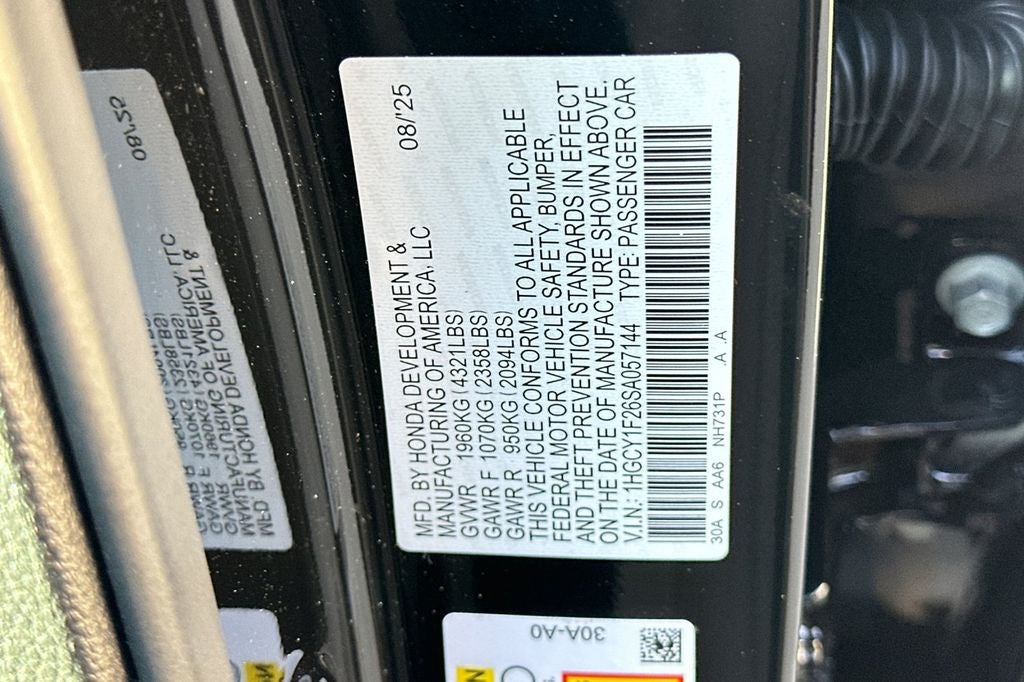 MFD. BY HONDA DEVELOPMENT & 08/'25
MANUFACTURING OF AMERICA, LLC
GVWR 1960KG (4321LBS)
GAWR F 1070KG (2358LBS)
GAWR R 950KG (2094LBS)
THIS VEHICLE CONFORMS TO ALL APPLICABLE
FEDERAL MOTOR VEHICLE SAFETY, BUMPER,
AND THEFT PREVENTION STANDARDS IN EFFECT
ON THE DATE OF MANUFACTURE SHOWN ABOVE.
V.I.N.: 1HGCY1F26SA057144 TYPE: PASSENGER CAR
30A S AA6 NH731P .A .A
30A-A0